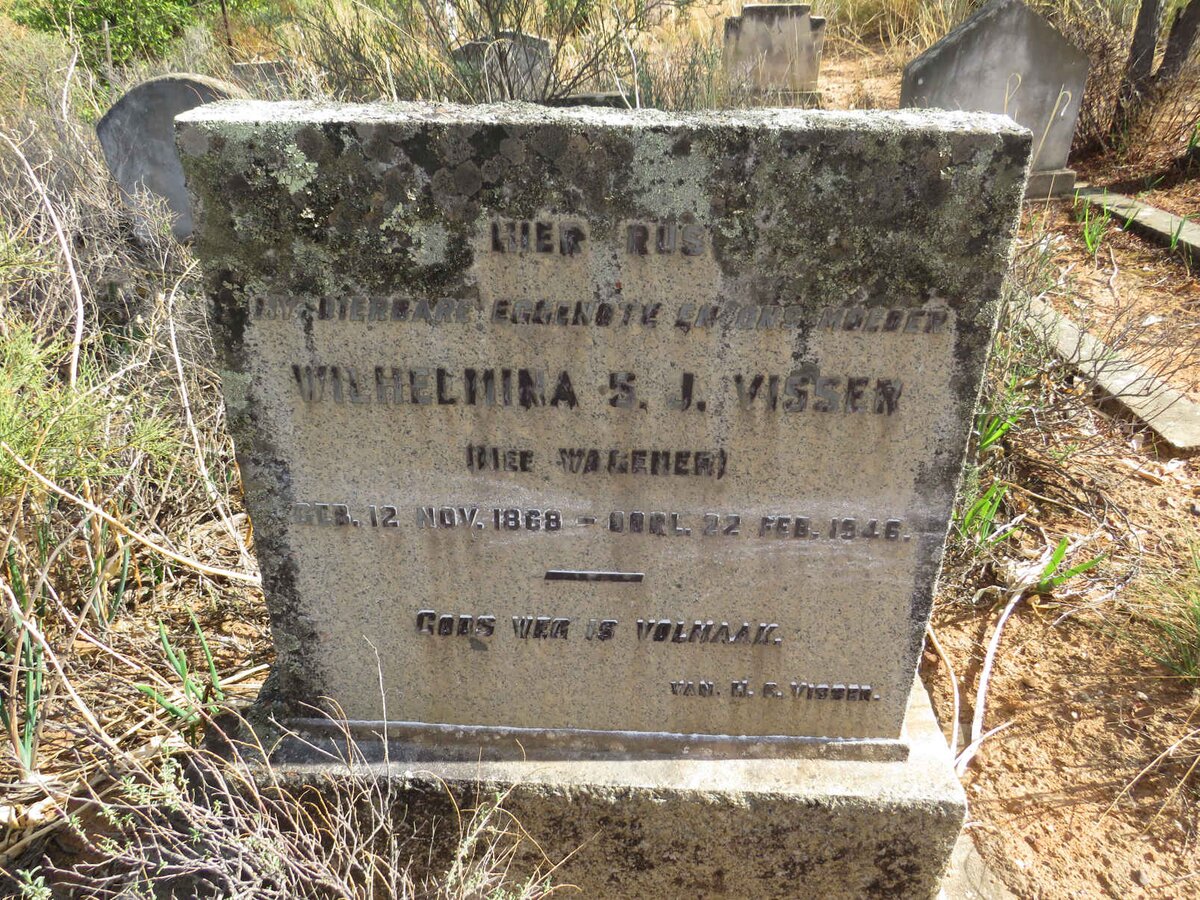 HIER RUS
MY DIERBARE EGGENOTE EN ONS MOEDER
WILHELMINA S. J. VISSER
(NEE WAGENER)
GEB. 12 NOV. 1868 - OORL. 22 FEB. 1946.
GODS WEG IS VOLMAAK.
VAN. VISSER.